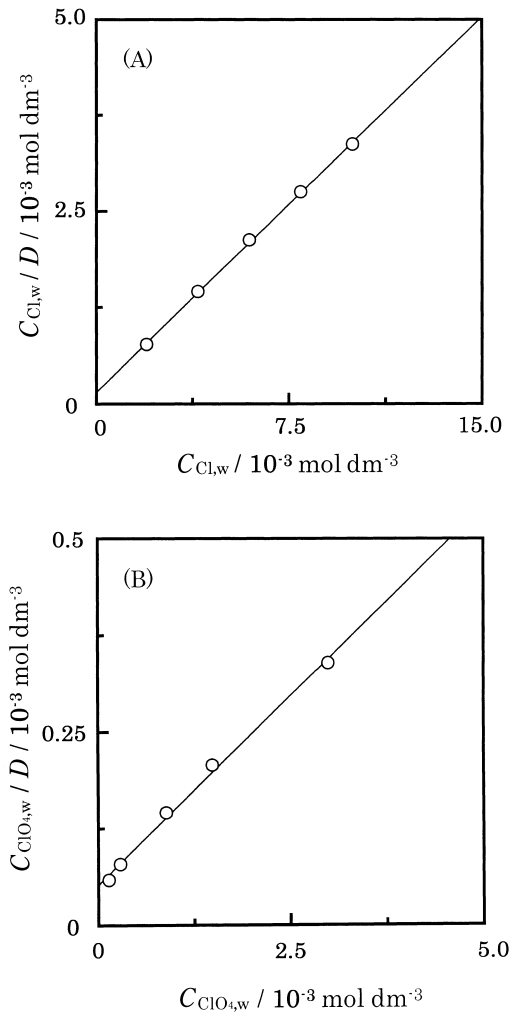 5.0
(A)
C_Cl,w / D / 10⁻³ mol dm⁻³
2.5
0
0
7.5
15.0
C_Cl,w / 10⁻³ mol dm⁻³
0.5
(B)
C_ClO₄,w / D / 10⁻³ mol dm⁻³
0.25
0
0
2.5
5.0
C_ClO₄,w / 10⁻³ mol dm⁻³